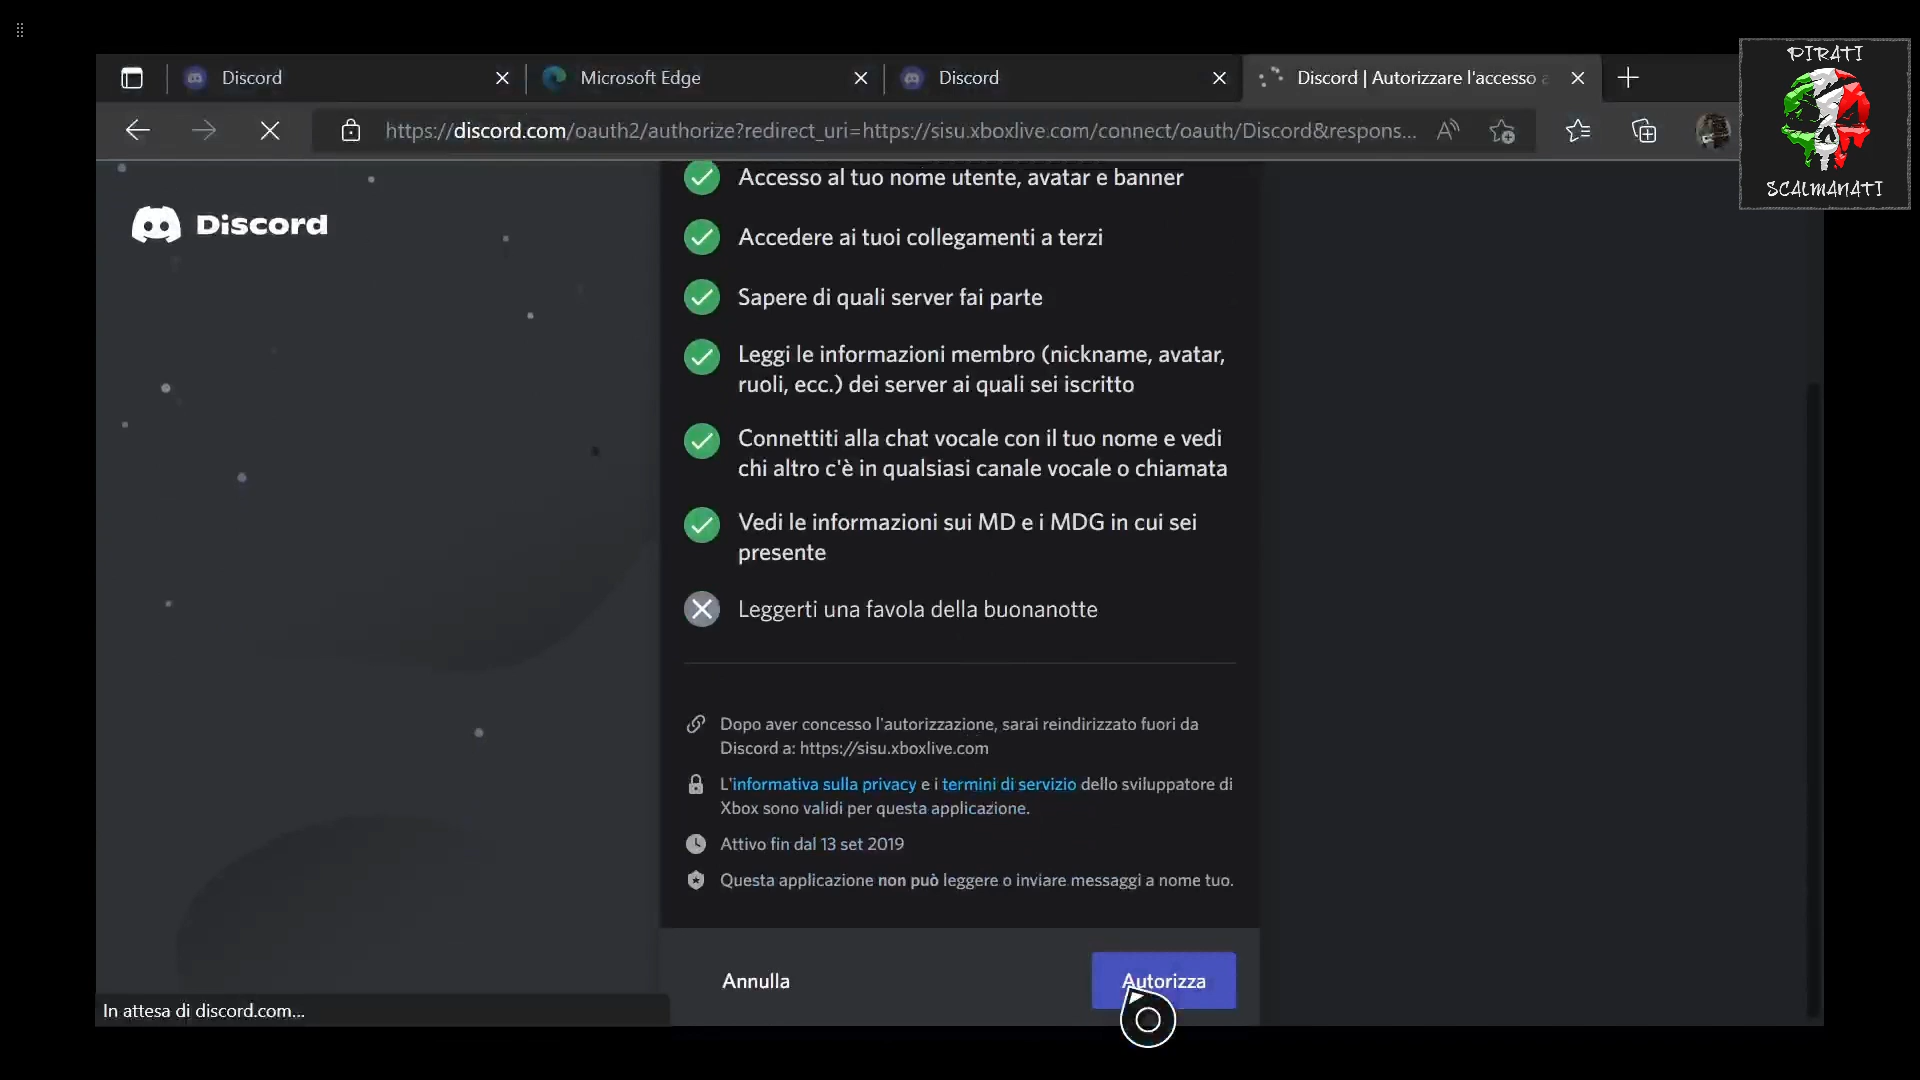 Discord
Microsoft Edge
Discord
Discord | Autorizzare l'accesso a
https://discord.com/oauth2/authorize?redirect_uri=https://sisu.xboxlive.com/connect/oauth/Discord&respons...
PIRATI
SCALMANATI
Discord
Accesso al tuo nome utente, avatar e banner
Accedere ai tuoi collegamenti a terzi
Sapere di quali server fai parte
Leggi le informazioni membro (nickname, avatar,
ruoli, ecc.) dei server ai quali sei iscritto
Connettiti alla chat vocale con il tuo nome e vedi
chi altro c'è in qualsiasi canale vocale o chiamata
Vedi le informazioni sui MD e i MDG in cui sei
presente
Leggerti una favola della buonanotte
Dopo aver concesso l'autorizzazione, sarai reindirizzato fuori da
Discord a: https://sisu.xboxlive.com
L'informativa sulla privacy e i termini di servizio dello sviluppatore di
Xbox sono validi per questa applicazione.
Attivo fin dal 13 set 2019
Questa applicazione non può leggere o inviare messaggi a nome tuo.
Annulla
Autorizza
In attesa di discord.com...